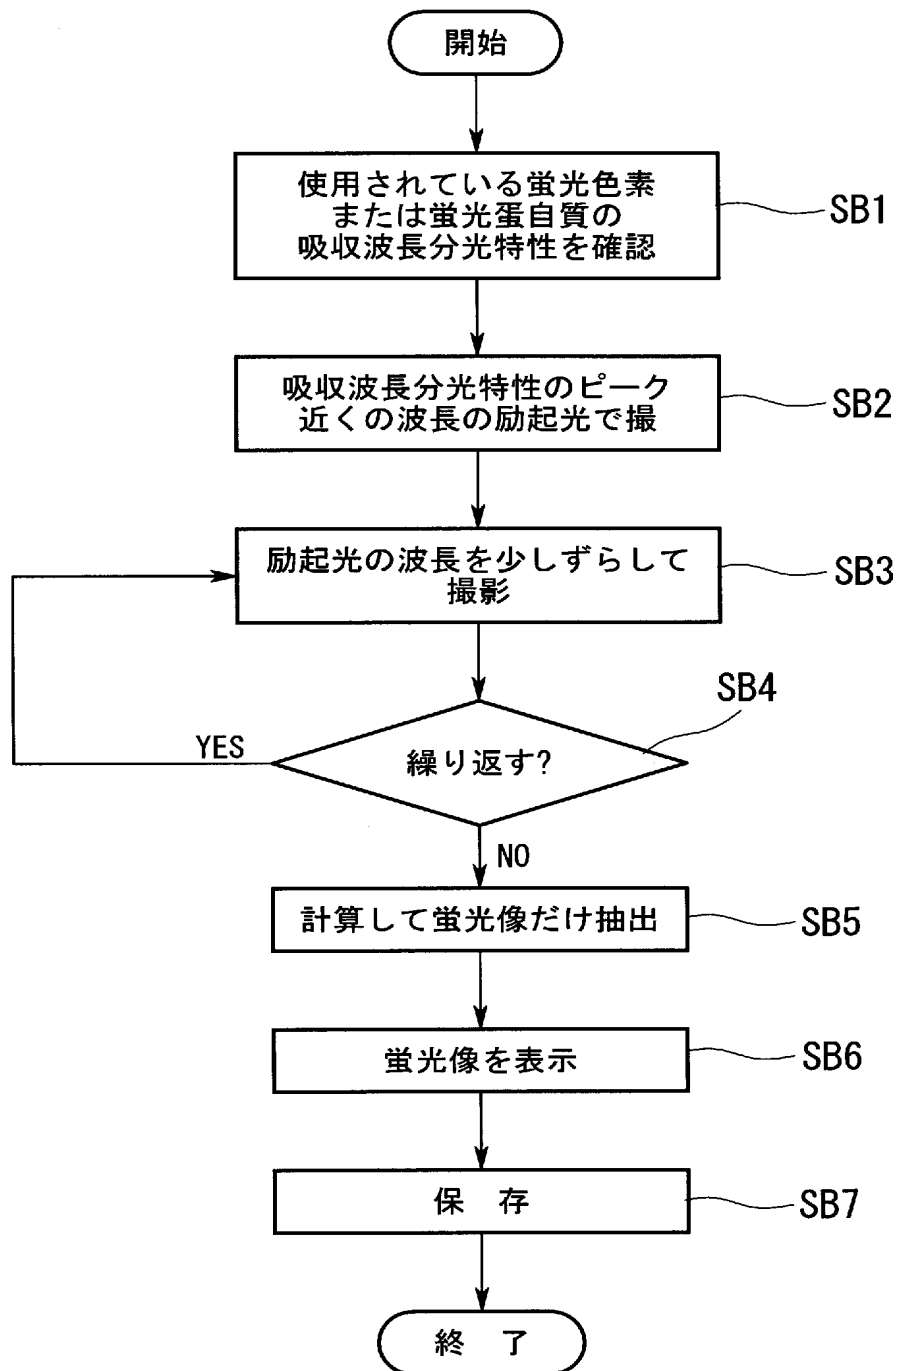 開始
使用されている蛍光色素
または蛍光蛋自質の
吸収波長分光特性を確認
SB1
吸収波長分光特性のピーク
近くの波長の励起光で撮
SB2
励起光の波長を少しずらして
撮影
SB3
SB4
繰り返す?
YES
NO
計算して蛍光像だけ抽出
SB5
蛍光像を表示
SB6
保 存
SB7
終 了